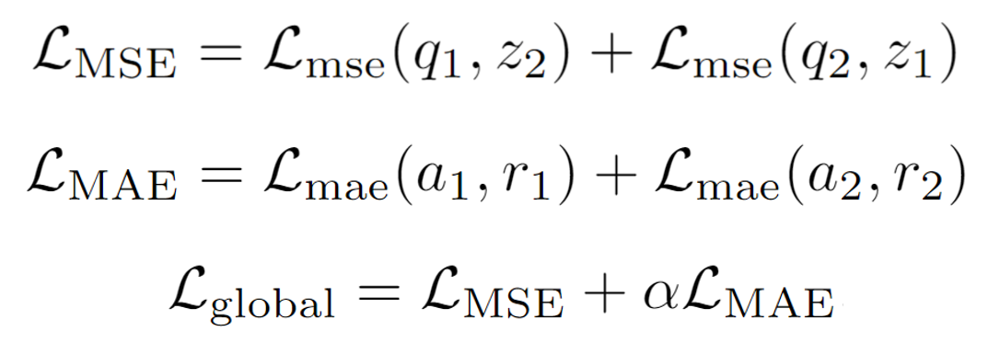 ℒ_MSE = ℒ_mse(q_1, z_2) + ℒ_mse(q_2, z_1)
ℒ_MAE = ℒ_mae(a_1, r_1) + ℒ_mae(a_2, r_2)
ℒ_global = ℒ_MSE + αℒ_MAE